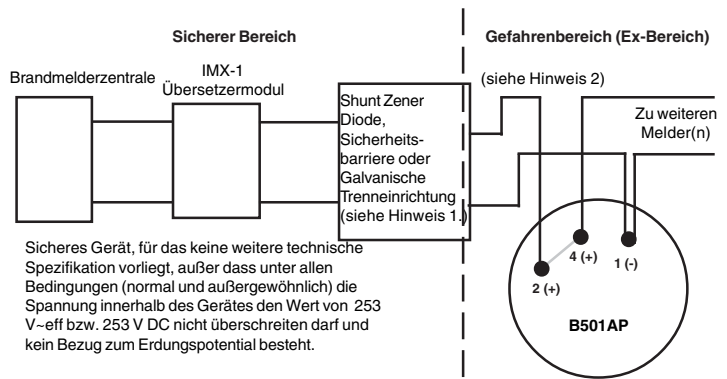 Sicherer Bereich
Gefahrenbereich (Ex-Bereich)
Brandmelderzentrale
IMX-1
Übersetzermodul
Shunt Zener
Diode,
Sicherheits-
barriere oder
Galvanische
Trenneinrichtung
(siehe Hinweis 1.)
(siehe Hinweis 2)
Zu weiteren
Melder(n)
4 (+)
1 (-)
2 (+)
B501AP
Sicheres Gerät, für das keine weitere technische
Spezifikation vorliegt, außer dass unter allen
Bedingungen (normal und außergewöhnlich) die
Spannung innerhalb des Gerätes den Wert von 253
V~eff bzw. 253 V DC nicht überschreiten darf und
kein Bezug zum Erdungspotential besteht.